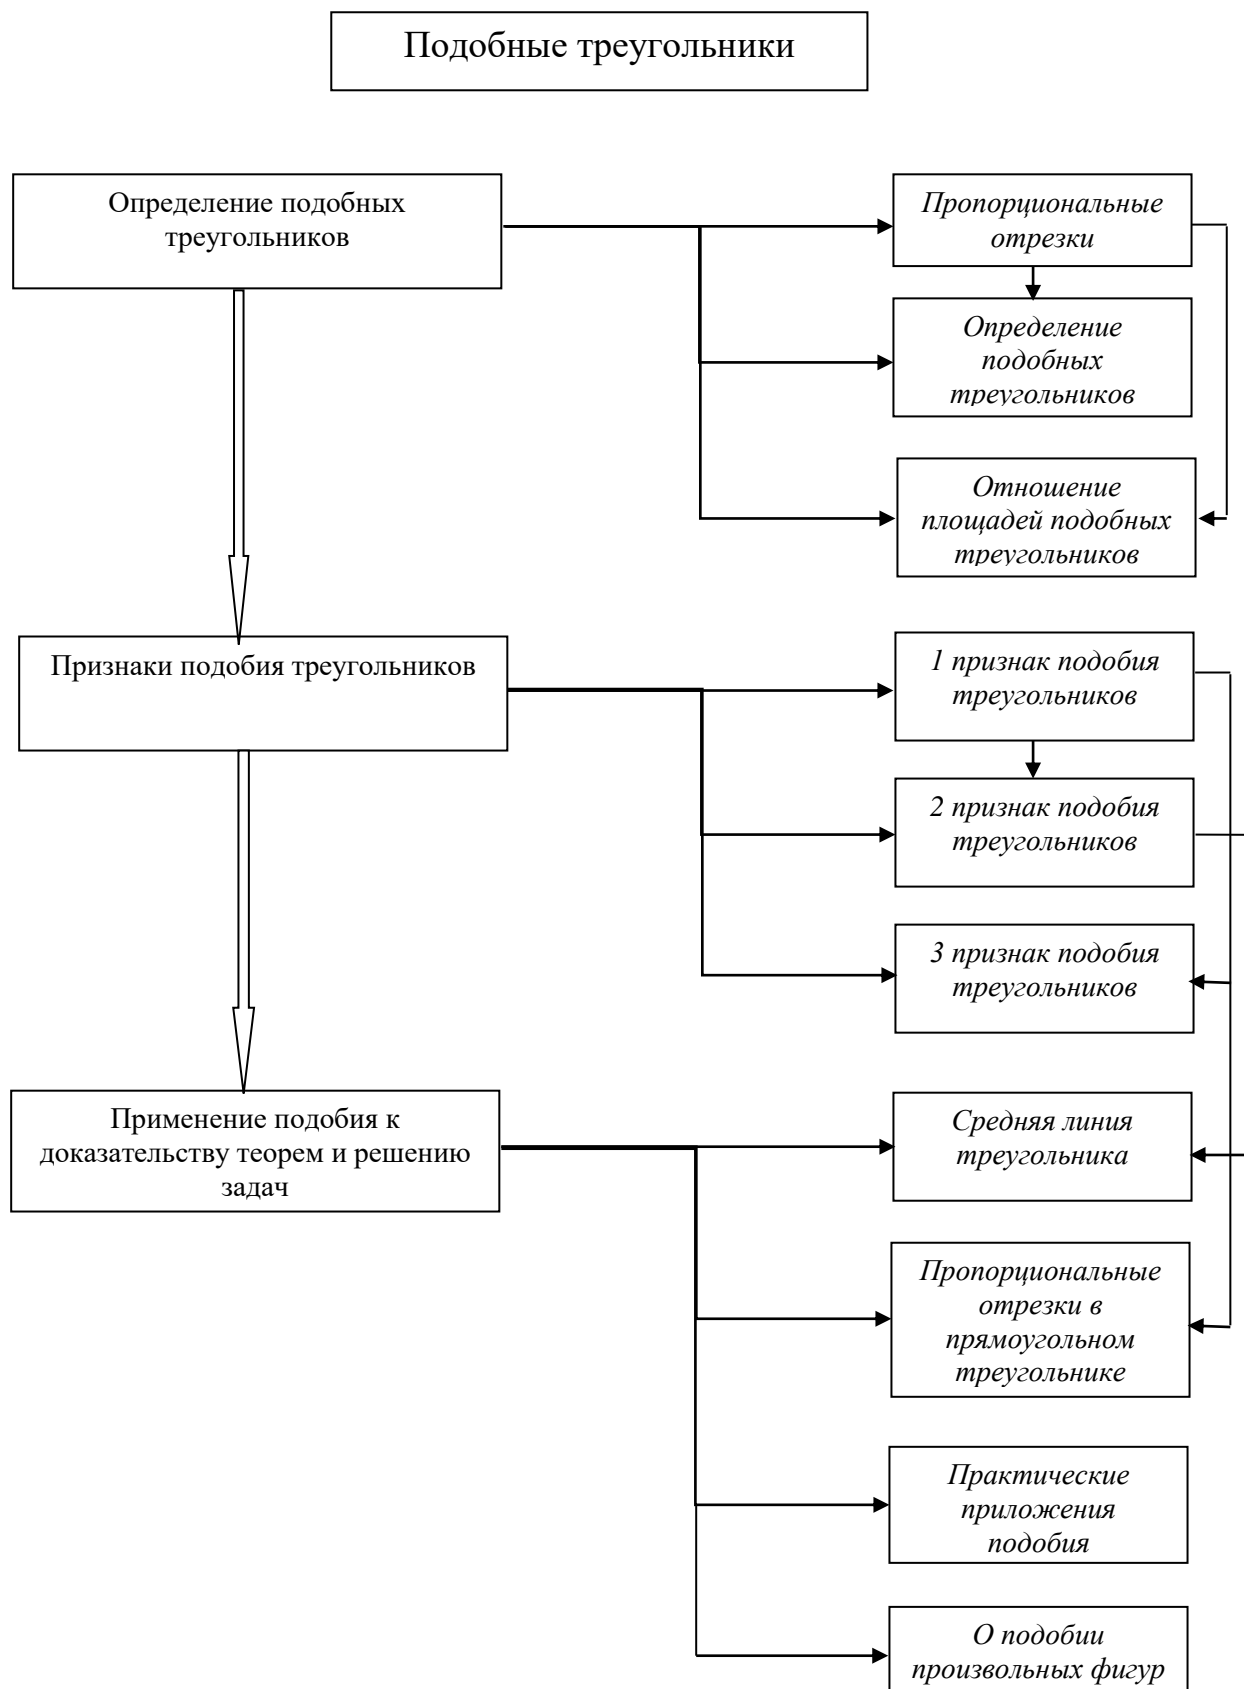 Подобные треугольники
Определение подобных
треугольников
Пропорциональные
отрезки
Определение
подобных
треугольников
Отношение
площадей подобных
треугольников
Признаки подобия треугольников
1 признак подобия
треугольников
2 признак подобия
треугольников
3 признак подобия
треугольников
Применение подобия к
доказательству теорем и решению
задач
Средняя линия
треугольника
Пропорциональные
отрезки в
прямоугольном
треугольнике
Практические
приложения
подобия
О подобии
произвольных фигур